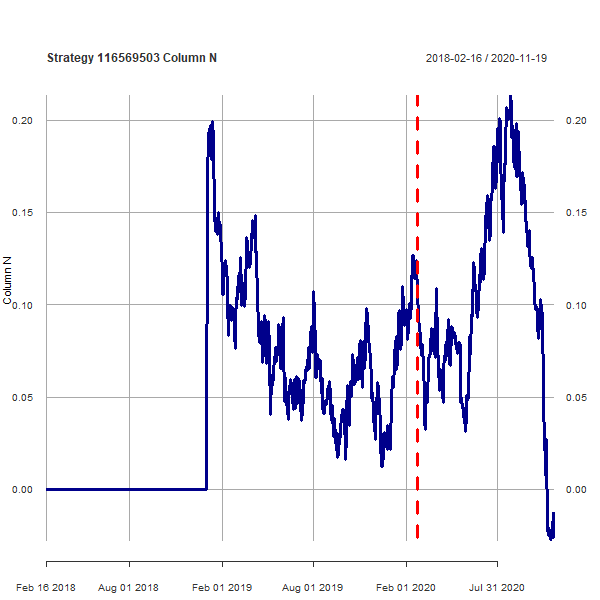 Strategy 116569503 Column N
2018-02-16 / 2020-11-19
0.20
0.15
0.10
0.05
0.00
Column N
0.20
0.15
0.10
0.05
0.00
Feb 16 2018
Aug 01 2018
Feb 01 2019
Aug 01 2019
Feb 01 2020
Jul 31 2020